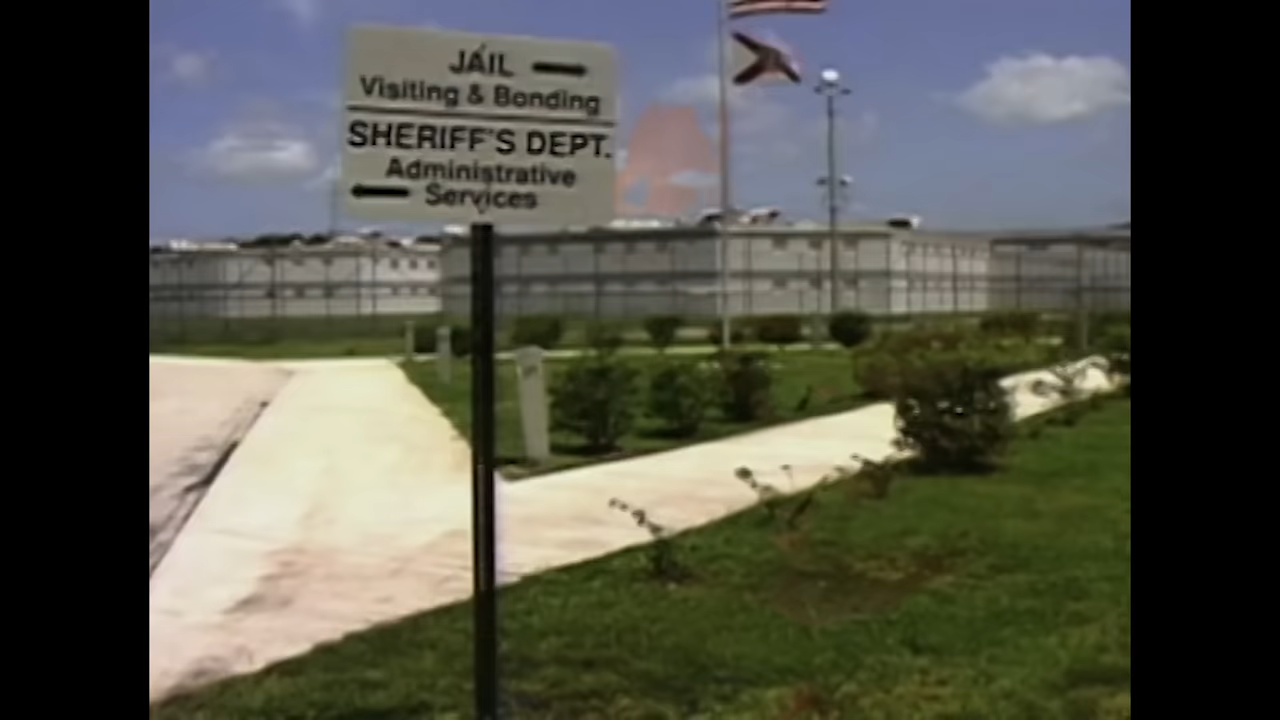 JAIL
Visiting & Bonding
SHERIFF'S DEPT.
Administrative
Services